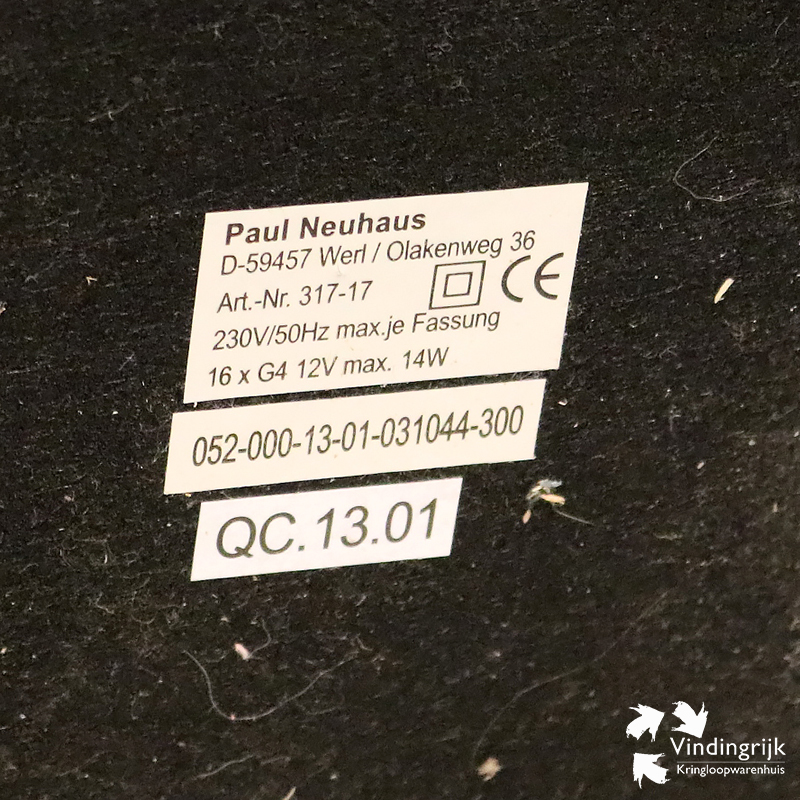 Paul Neuhaus
D-59457 Werl / Olakenweg 36
Art.-Nr. 317-17
CE
230V/50Hz max.je Fassung
16 x G4 12V max. 14W
052-000-13-01-031044-300
QC.13.01
Vindingrijk
Kringloopwarenhuis